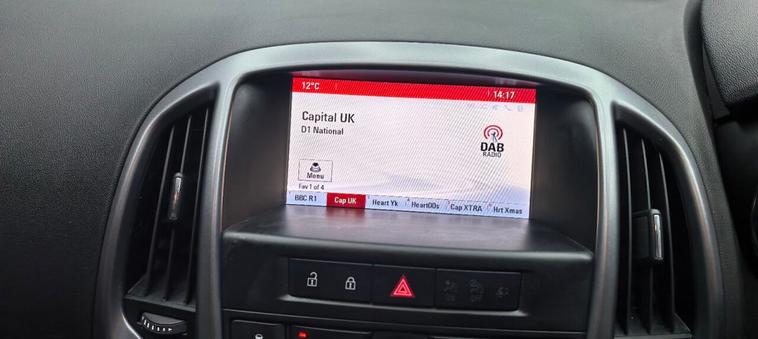 12°C 14:17
Capital UK
D1 National
DAB
RADIO
Menu
Fav 1 of 4
BBC R1 Cap UK Heart Yk Heart00s Cap XTRA Hrt Xmas